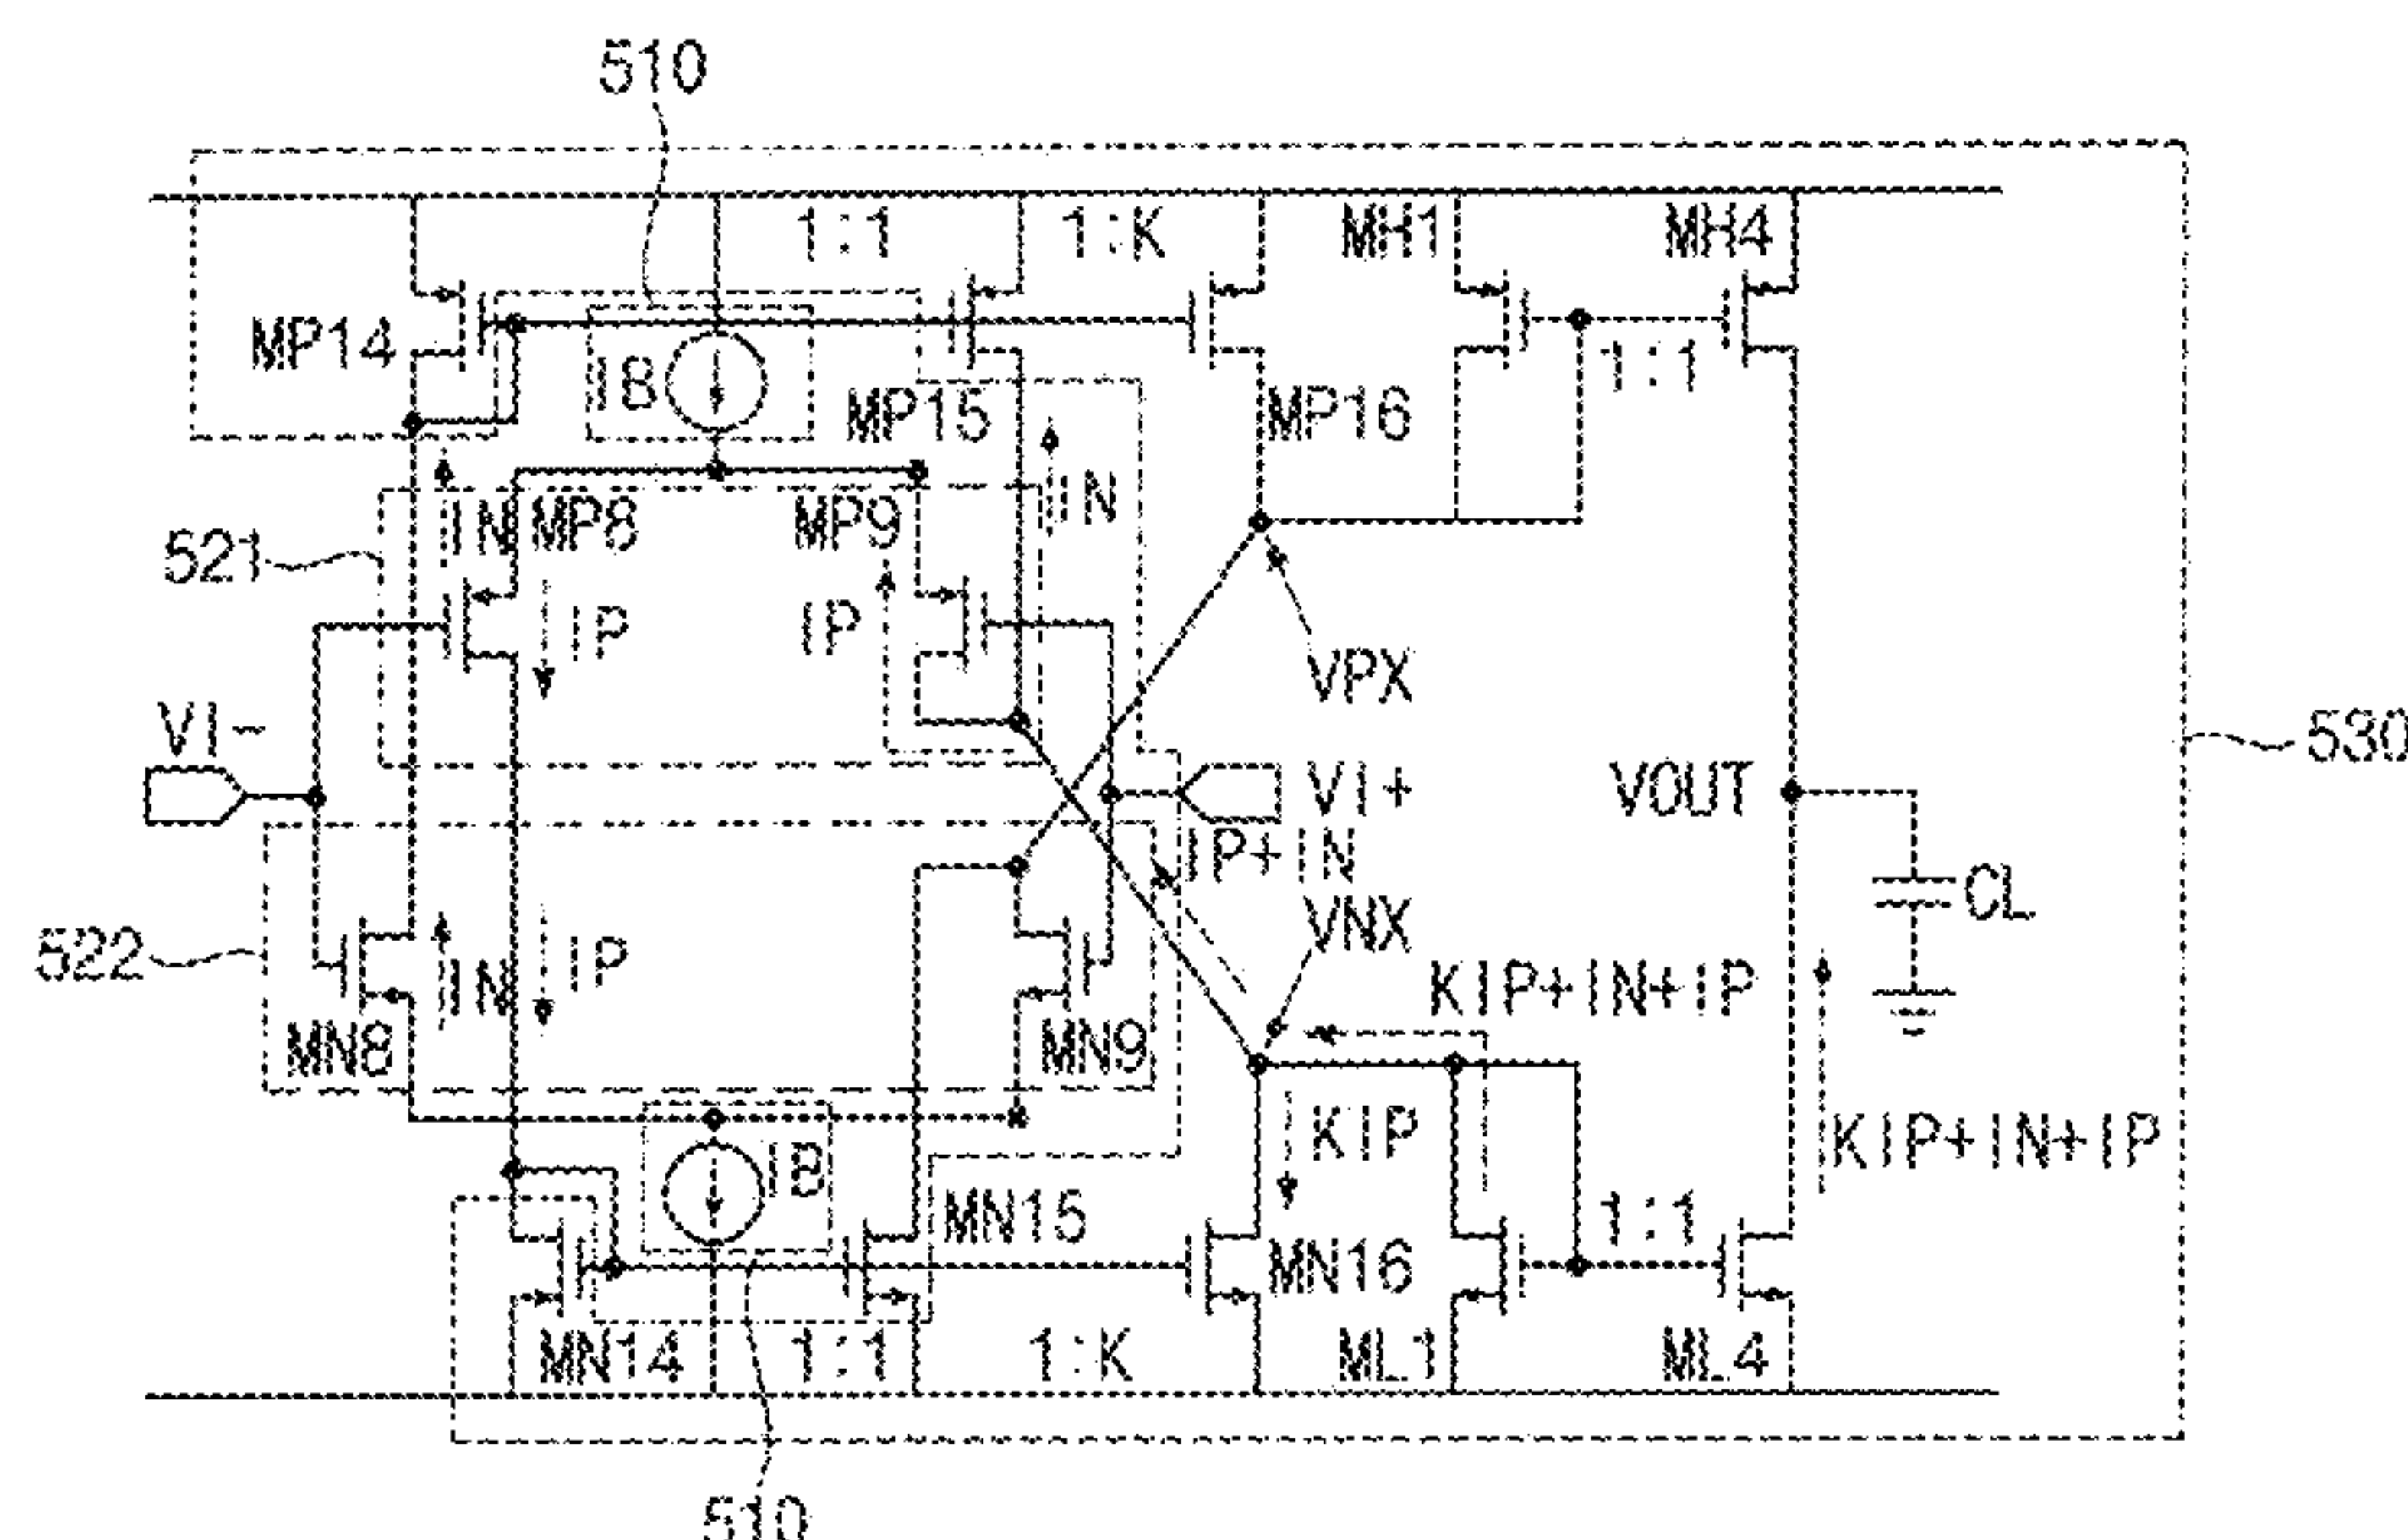 510
1:1
1:K
MH1
MH4
MP14
IB
MP15
MP16
1:1
521
IN
MP8
MP9
IN
IP
IP
VPX
VI-
530
VOUT
VI+
IP+IN
CL
522
IN
IP
VNX
KIP+IN+IP
MN8
MN9
KIP
KIP+IN+IP
IB
MN15
1:1
MN16
MN14
1:1
1:K
ML1
ML4
510